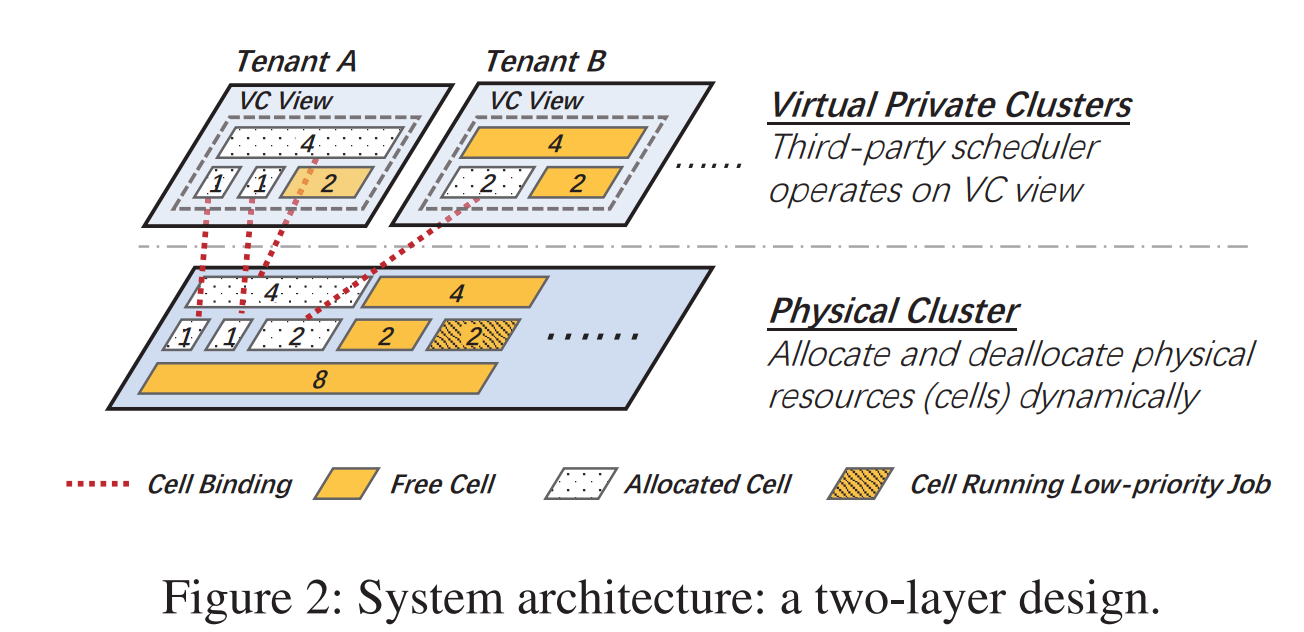 Tenant A
Tenant B
VC View
VC View
4
1 1 2
4
2 2
......
Virtual Private Clusters
Third-party scheduler
operates on VC view
4 4
1 1 2 2 2
8
......
Physical Cluster
Allocate and deallocate physical
resources (cells) dynamically
Cell Binding
Free Cell
Allocated Cell
Cell Running Low-priority Job
Figure 2: System architecture: a two-layer design.